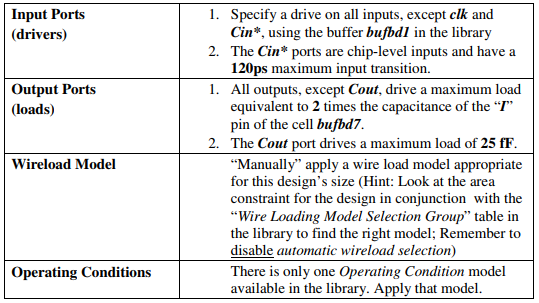 Input Ports
(drivers)
1. Specify a drive on all inputs, except clk and
Cin*, using the buffer bufbd1 in the library
2. The Cin* ports are chip-level inputs and have a
120ps maximum input transition.
Output Ports
(loads)
1. All outputs, except Cout, drive a maximum load
equivalent to 2 times the capacitance of the “I”
pin of the cell bufbd7.
2. The Cout port drives a maximum load of 25 fF.
Wireload Model
“Manually” apply a wire load model appropriate
for this design’s size (Hint: Look at the area
constraint for the design in conjunction with the
“Wire Loading Model Selection Group” table in
the library to find the right model; Remember to
disable automatic wireload selection)
Operating Conditions
There is only one Operating Condition model
available in the library. Apply that model.